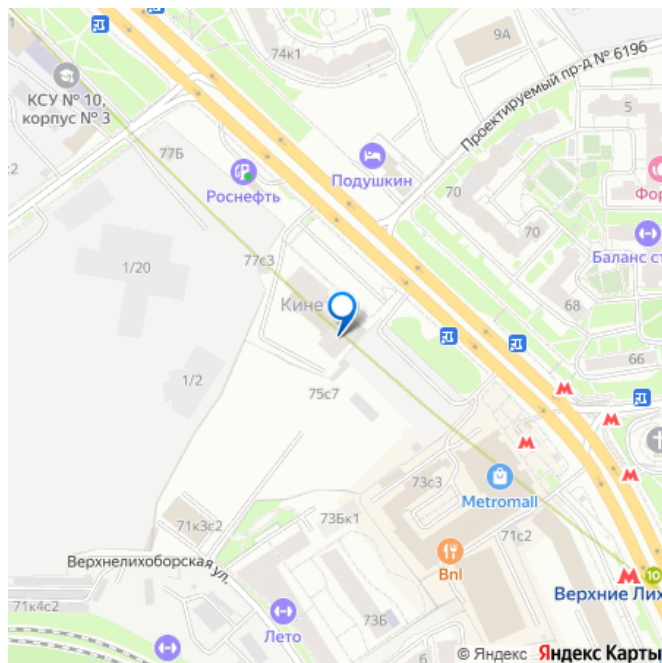 74к1
9А
Проектируемый пр-д № 6196
КСУ № 10,
корпус № 3
5
77Б
Роснефть
Подушкин
70
Фор
70
Баланс ст
1/20
77с3
Кине
68
66
1/2
75с7
73с3
Metromall
71к3с2
73Бк1
71с2
Верхнелихоборская ул.
Bnl
10
Верхние Лих
71к4с2
Лето
73Б
6
© Яндекс Яндекс Карты